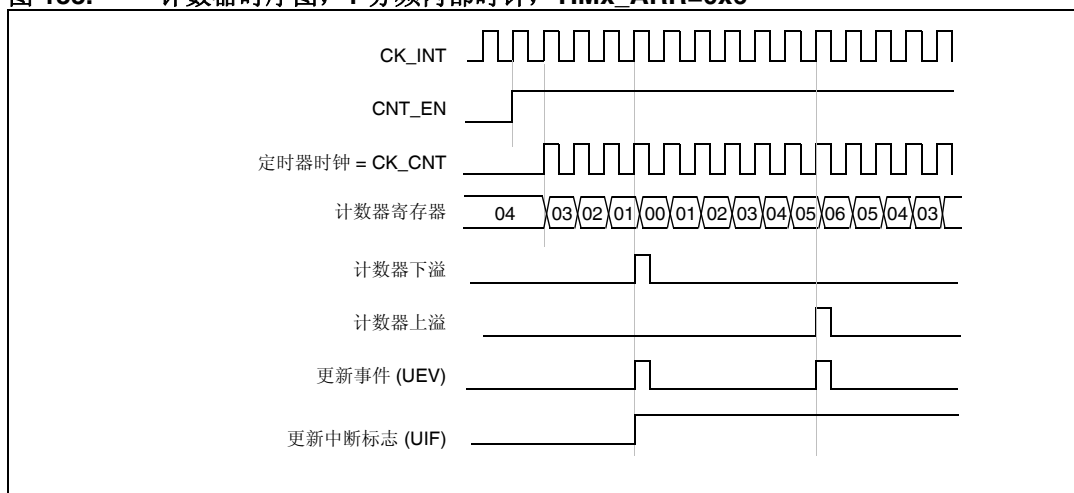 CK_INT
CNT_EN
定时器时钟 = CK_CNT
计数器寄存器 04 03 02 01 00 01 02 03 04 05 06 05 04 03
计数器下溢
计数器上溢
更新事件 (UEV)
更新中断标志 (UIF)